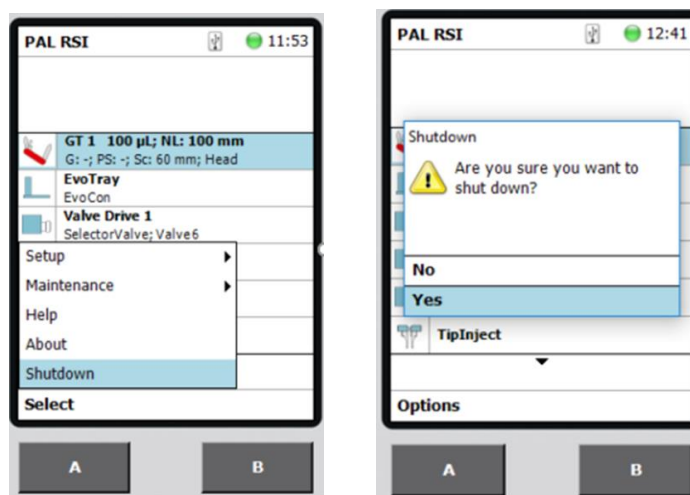 PAL RSI 11:53
GT 1 100 µL; NL: 100 mm
G: -; PS: -; Sc: 60 mm; Head
EvoTray
EvoCon
Valve Drive 1
SelectorValve; Valve6
Setup
Maintenance
Help
About
Shutdown
Select
A B
PAL RSI 12:41
Shutdown
Are you sure you want to
shut down?
No
Yes
TipInject
Options
A B